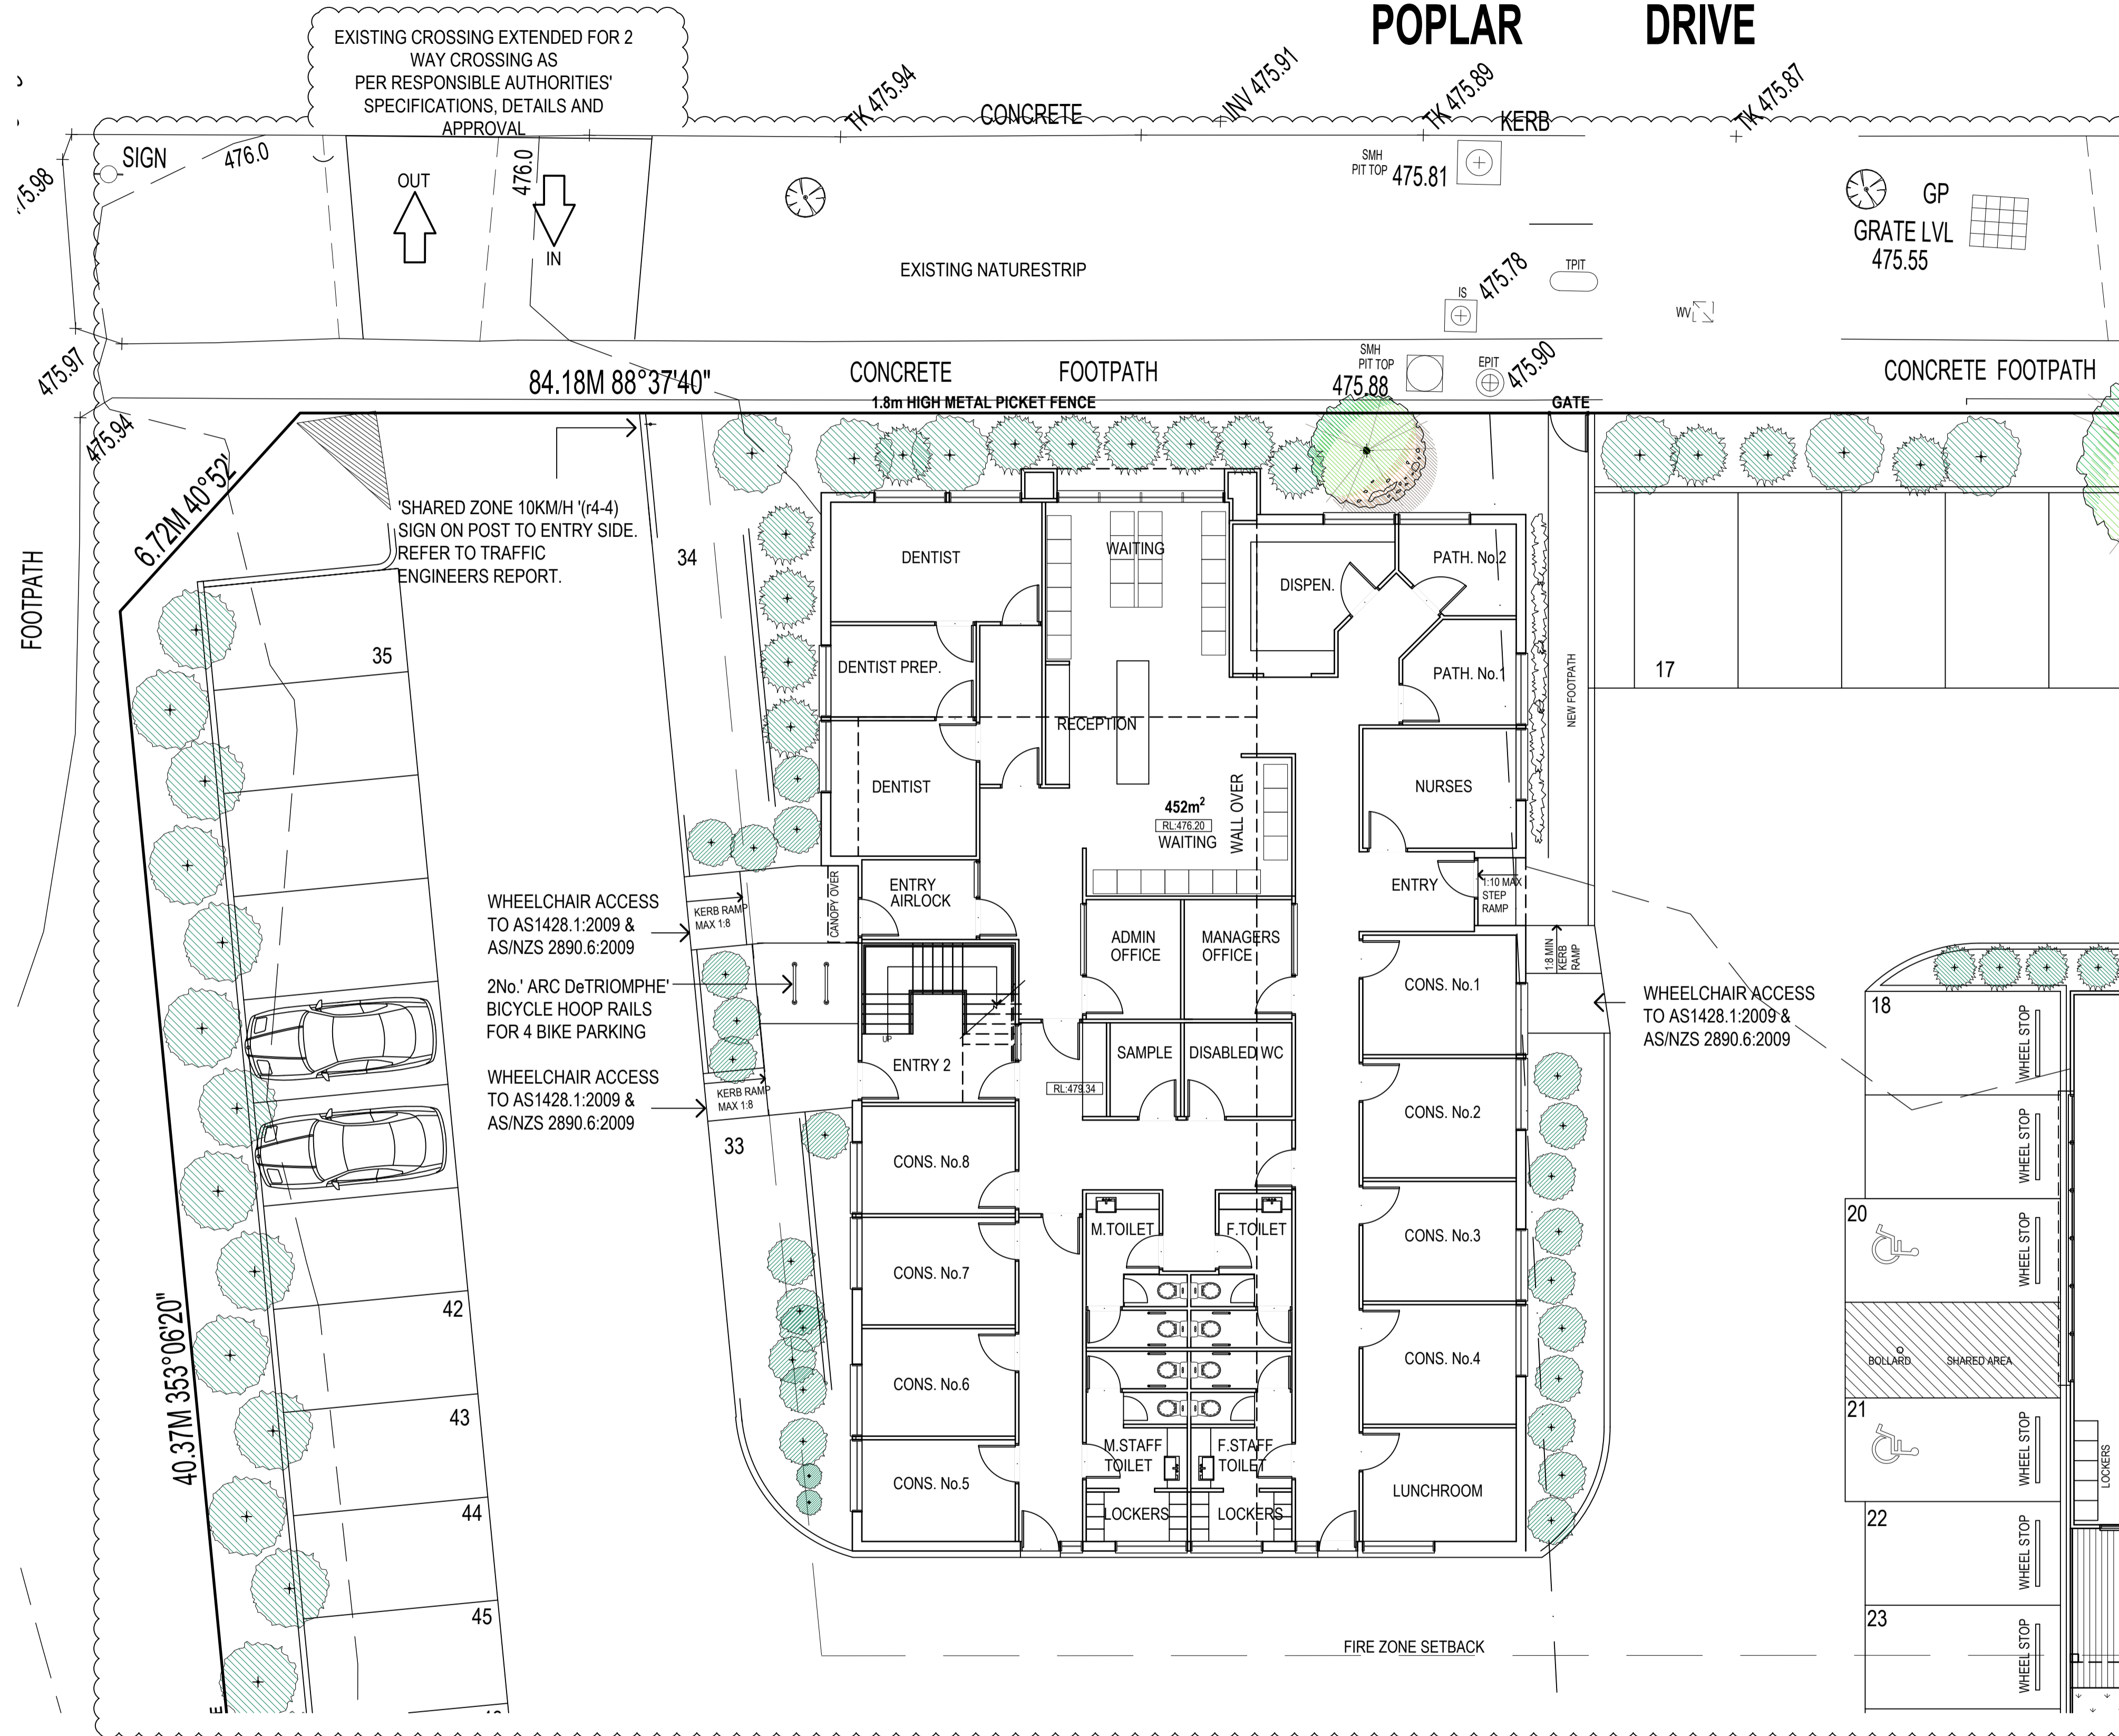 POPLAR DRIVE
EXISTING CROSSING EXTENDED FOR 2
WAY CROSSING AS
PER RESPONSIBLE AUTHORITIES'
SPECIFICATIONS, DETAILS AND
APPROVAL
TK 475.94
CONCRETE
INV 475.91
TK 475.89
KERB
TK 475.87
SIGN
476.0
476.0
OUT
IN
SMH
PIT TOP 475.81
EXISTING NATURESTRIP
GP
GRATE LVL
475.55
TPIT
475.78
IS
WV
475.97
475.94
84.18M 88°37'40"
CONCRETE FOOTPATH
1.8m HIGH METAL PICKET FENCE
SMH
PIT TOP
475.88
EPIT
475.90
GATE
CONCRETE FOOTPATH
6.72M 40°52'
FOOTPATH
'SHARED ZONE 10KM/H '(r4-4)
SIGN ON POST TO ENTRY SIDE.
REFER TO TRAFFIC
ENGINEERS REPORT.
34
35
DENTIST
WAITING
DISPEN.
PATH. No.2
DENTIST PREP.
PATH. No.1
NEW FOOTPATH
17
RECEPTION
DENTIST
452m2
RL:476.20
WAITING
WALL OVER
NURSES
ENTRY
AIRLOCK
CANOPY OVER
ENTRY
1:10 MAX
STEP
RAMP
WHEELCHAIR ACCESS
TO AS1428.1:2009 &
AS/NZS 2890.6:2009
KERB RAMP
MAX 1:8
ADMIN
OFFICE
MANAGERS
OFFICE
1:8 MIN
KERB
RAMP
2No.' ARC DeTRIOMPHE'
BICYCLE HOOP RAILS
FOR 4 BIKE PARKING
CONS. No.1
WHEELCHAIR ACCESS
TO AS1428.1:2009 &
AS/NZS 2890.6:2009
18
WHEEL STOP
UP
ENTRY 2
SAMPLE
DISABLED WC
RL:479.34
WHEELCHAIR ACCESS
TO AS1428.1:2009 &
AS/NZS 2890.6:2009
KERB RAMP
MAX 1:8
33
CONS. No.2
WHEEL STOP
CONS. No.8
M.TOILET
F.TOILET
CONS. No.3
20
WHEEL STOP
CONS. No.7
42
40.37M 353°06'20"
CONS. No.4
BOLLARD
SHARED AREA
CONS. No.6
43
21
WHEEL STOP
M.STAFF
TOILET
F.STAFF
TOILET
LOCKERS
CONS. No.5
LUNCHROOM
44
LOCKERS
LOCKERS
22
WHEEL STOP
45
23
WHEEL STOP
FIRE ZONE SETBACK